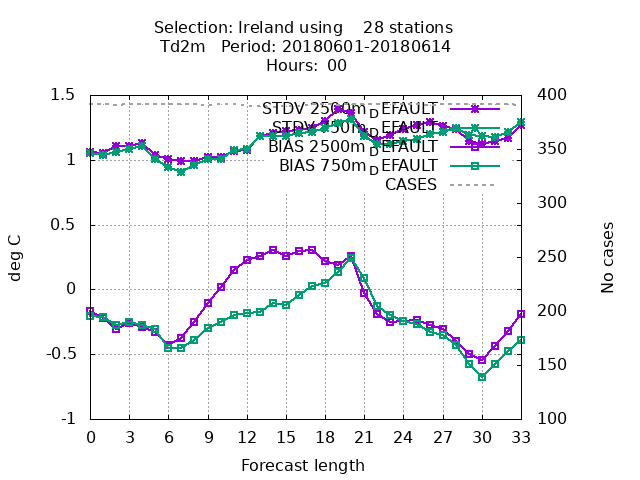 Selection: Ireland using    28 stations
Td2m   Period: 20180601-20180614
Hours:  00
STDV 2500m_DEFAULT
STDV 750m_DEFAULT
BIAS 2500m_DEFAULT
BIAS 750m_DEFAULT
CASES
1.5
1
0.5
0
-0.5
-1
deg C
400
350
300
250
200
150
100
No cases
0 3 6 9 12 15 18 21 24 27 30 33
Forecast length